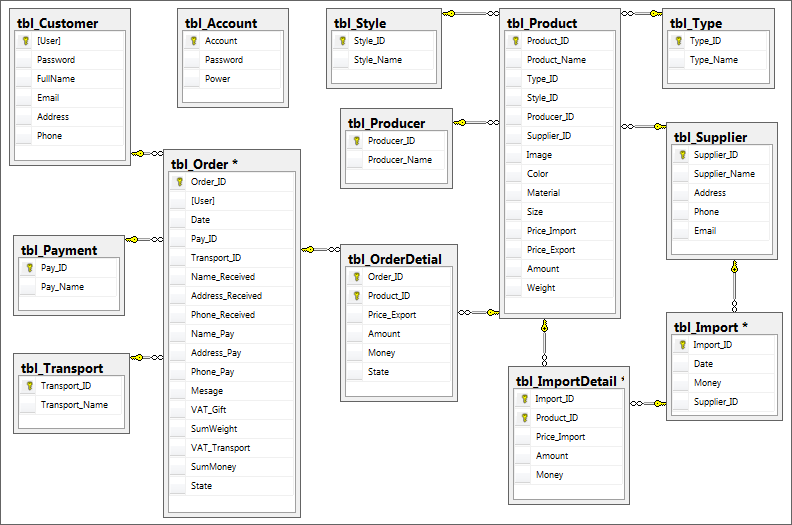 tbl_Customer
[User]
Password
FullName
Email
Address
Phone
tbl_Account
Account
Password
Power
tbl_Style
Style_ID
Style_Name
tbl_Product
Product_ID
Product_Name
Type_ID
Style_ID
Producer_ID
Supplier_ID
Image
Color
Material
Size
Price_Import
Price_Export
Amount
Weight
tbl_Type
Type_ID
Type_Name
tbl_Producer
Producer_ID
Producer_Name
tbl_Supplier
Supplier_ID
Supplier_Name
Address
Phone
Email
tbl_Order *
Order_ID
[User]
Date
Pay_ID
Transport_ID
Name_Received
Address_Received
Phone_Received
Name_Pay
Address_Pay
Phone_Pay
Mesage
VAT_Gift
SumWeight
VAT_Transport
SumMoney
State
tbl_Payment
Pay_ID
Pay_Name
tbl_OrderDetial
Order_ID
Product_ID
Price_Export
Amount
Money
State
tbl_Transport
Transport_ID
Transport_Name
tbl_ImportDetail *
Import_ID
Product_ID
Price_Import
Amount
Money
tbl_Import *
Import_ID
Date
Money
Supplier_ID